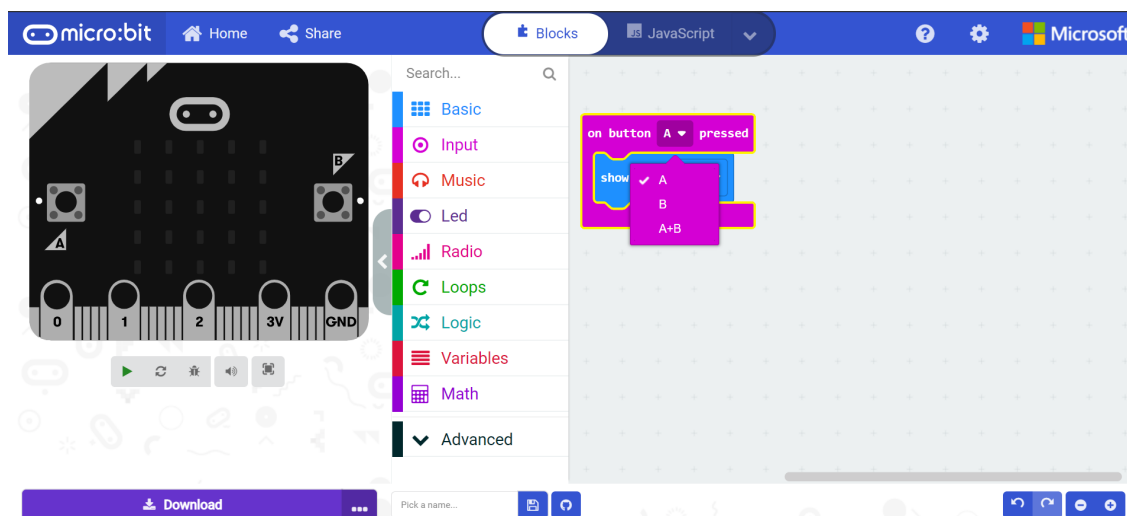 micro:bit
Home
Share
Blocks
JS JavaScript
?
Microsoft
B
A
0
1
2
3V
GND
Download
...
Search...
Basic
Input
Music
Led
Radio
Loops
Logic
Variables
Math
Advanced
on button A pressed
show
A
B
A+B
Pick a name...